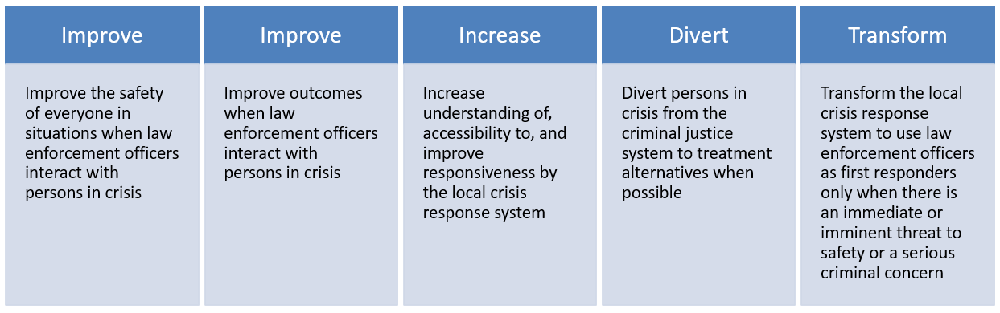 Improve
Improve the safety
of everyone in
situations when law
enforcement officers
interact with
persons in crisis
Improve
Improve outcomes
when law
enforcement officers
interact with
persons in crisis
Increase
Increase
understanding of,
accessibility to, and
improve
responsiveness by
the local crisis
response system
Divert
Divert persons in
crisis from the
criminal justice
system to treatment
alternatives when
possible
Transform
Transform the local
crisis response
system to use law
enforcement officers
as first responders
only when there is
an immediate or
imminent threat to
safety or a serious
criminal concern